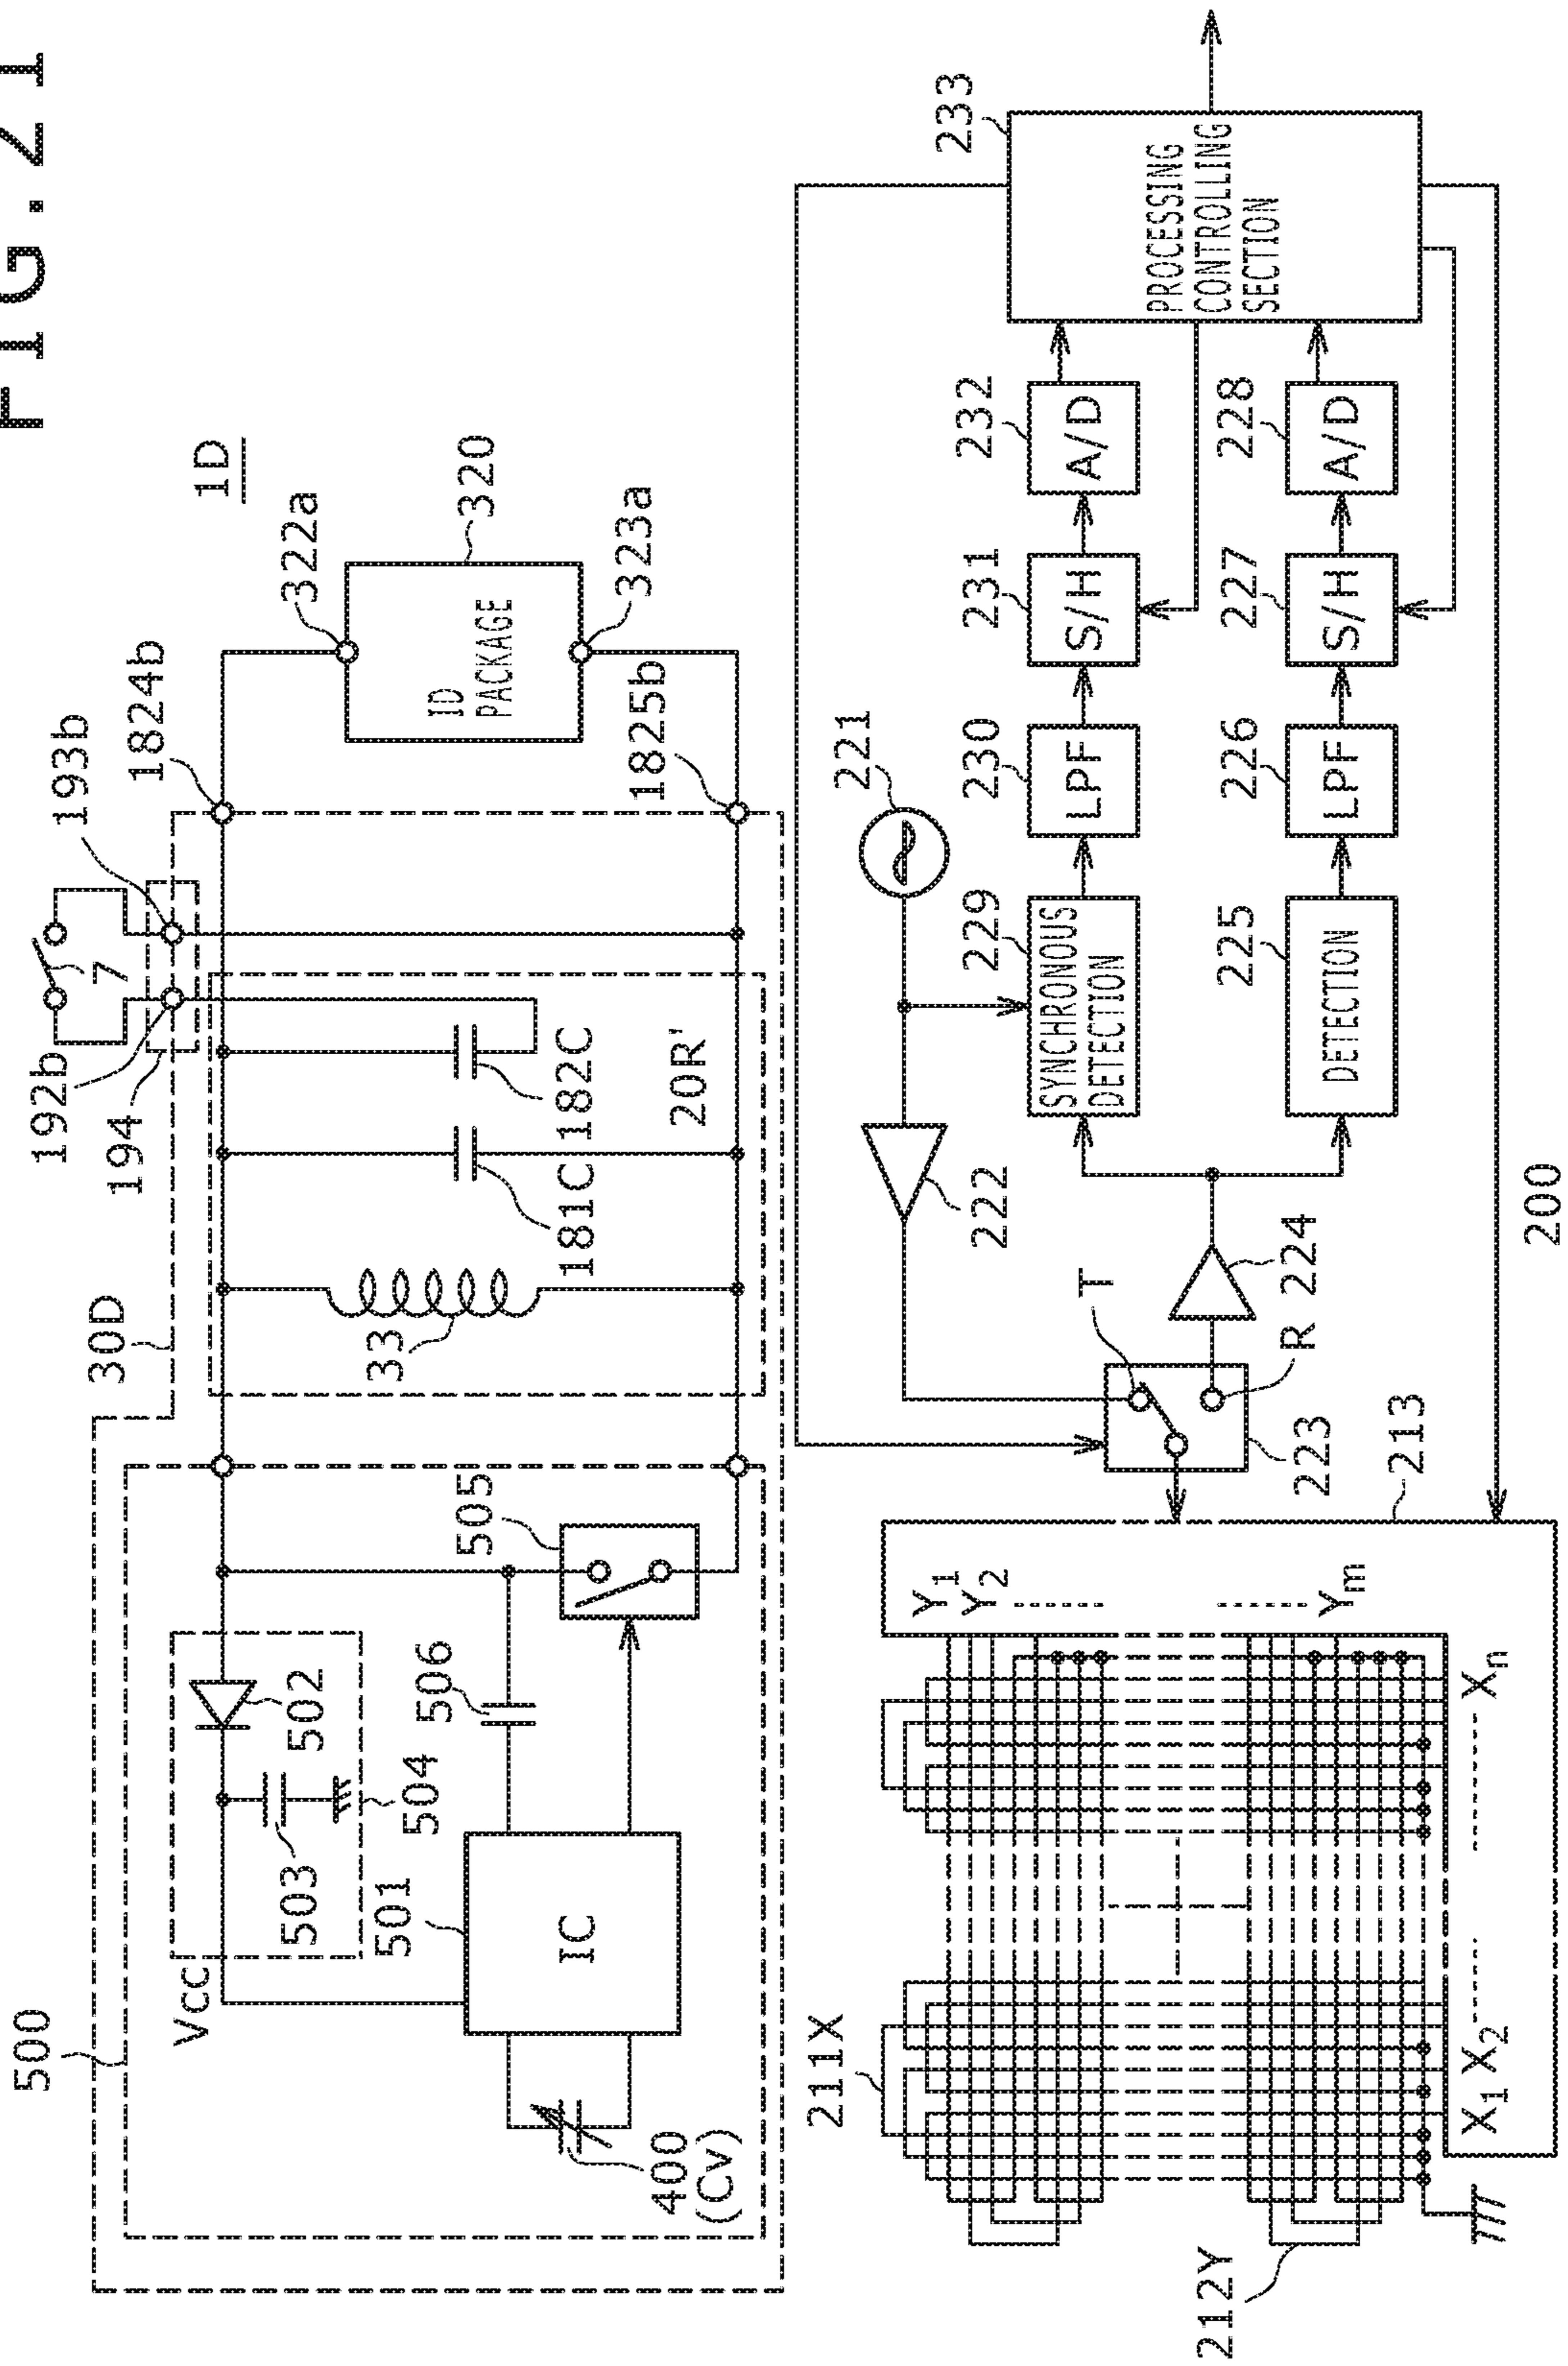 FIG.21
1D
500
30D
194
192b
193b
1824b
322a
7
Vcc
504
503
502
501
IC
506
505
400
(Cv)
33
181C
182C
20R'
1825b
ID
PACKAGE
320
323a
211X
212Y
X1 X2
Xn
Y1
Y2
Ym
213
223
T
R
224
222
221
229
SYNCHRONOUS
DETECTION
230
LPF
231
S/H
232
A/D
225
DETECTION
226
LPF
227
S/H
228
A/D
233
PROCESSING
CONTROLLING
SECTION
200